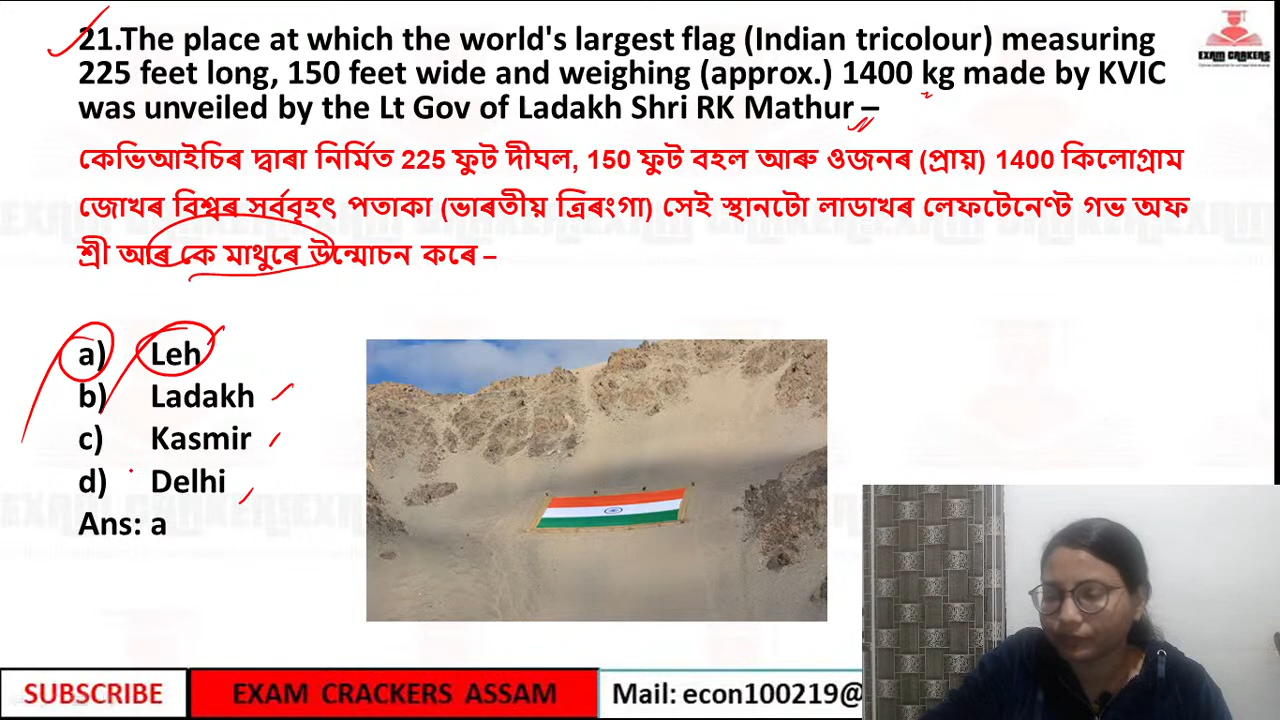 21.The place at which the world's largest flag (Indian tricolour) measuring
225 feet long, 150 feet wide and weighing (approx.) 1400 kg made by KVIC
was unveiled by the Lt Gov of Ladakh Shri RK Mathur –
কেভিআইচিৰ দ্বাৰা নিৰ্মিত 225 ফুট দীঘল, 150 ফুট বহল আৰু ওজনৰ (প্ৰায়) 1400 কিলোগ্ৰাম
জোখৰ বিশ্বৰ সৰ্ববৃহৎ পতাকা (ভাৰতীয় ত্ৰিৰংগা) সেই স্থানটো লাডাখৰ লেফটেনেণ্ট গভ অফ
শ্ৰী আৰ কে মাথুৰে উন্মোচন কৰে –
a) Leh
b) Ladakh
c) Kasmir
d) Delhi
Ans: a
EXAM CRAKERS
SUBSCRIBE
EXAM CRACKERS ASSAM
Mail: econ100219@